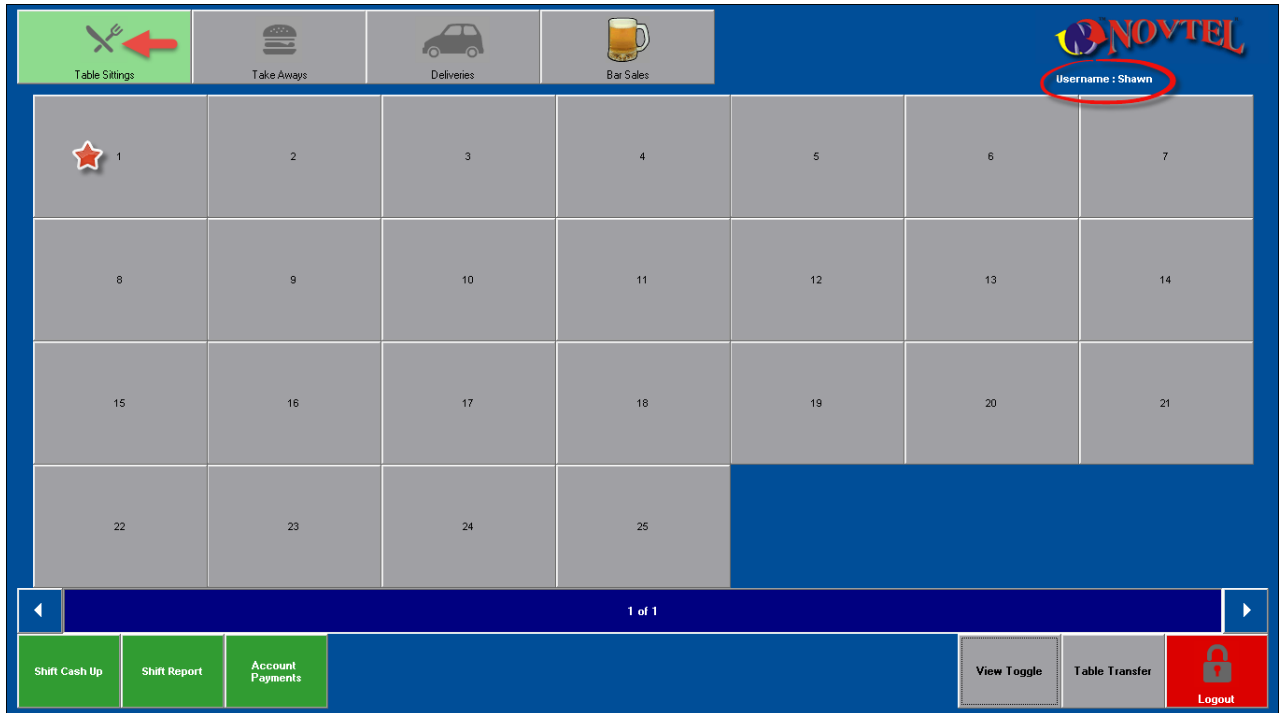 Table Sittings
Take Aways
Deliveries
Bar Sales
NOVTEL
Username : Shawn
1
2
3
4
5
6
7
8
9
10
11
12
13
14
15
16
17
18
19
20
21
22
23
24
25
1 of 1
Shift Cash Up
Shift Report
Account
Payments
View Toggle
Table Transfer
Logout